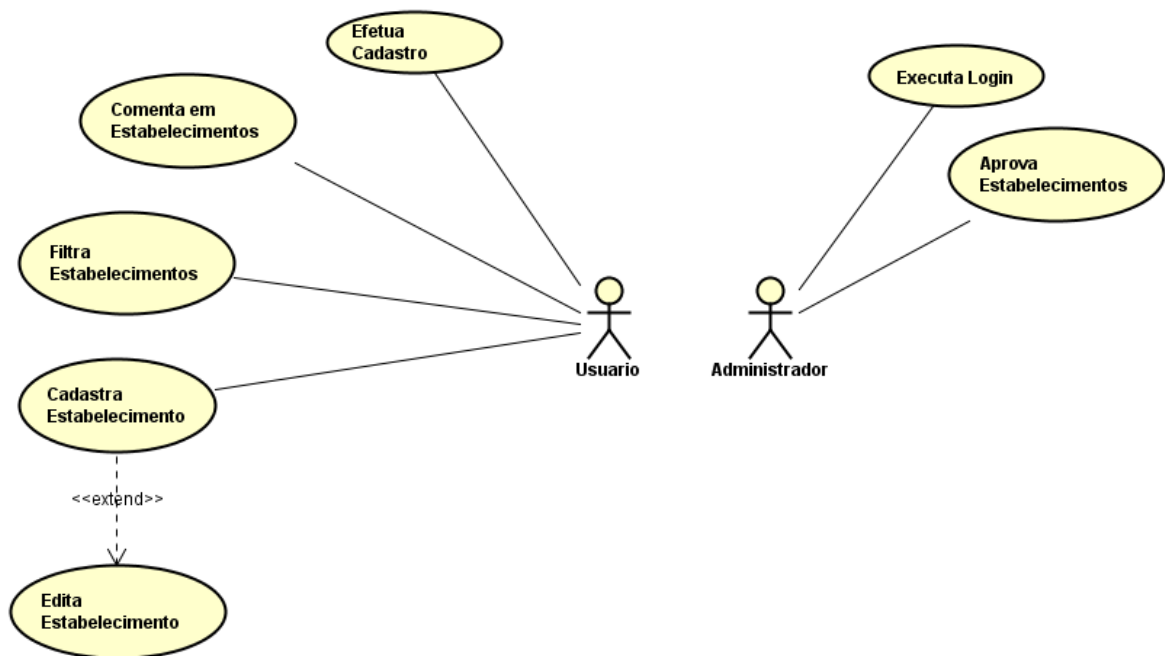 Efetua
Cadastro
Executa Login
Comenta em
Estabelecimentos
Aprova
Estabelecimentos
Filtra
Estabelecimentos
Usuario
Administrador
Cadastra
Estabelecimento
<<extend>>
Edita
Estabelecimento